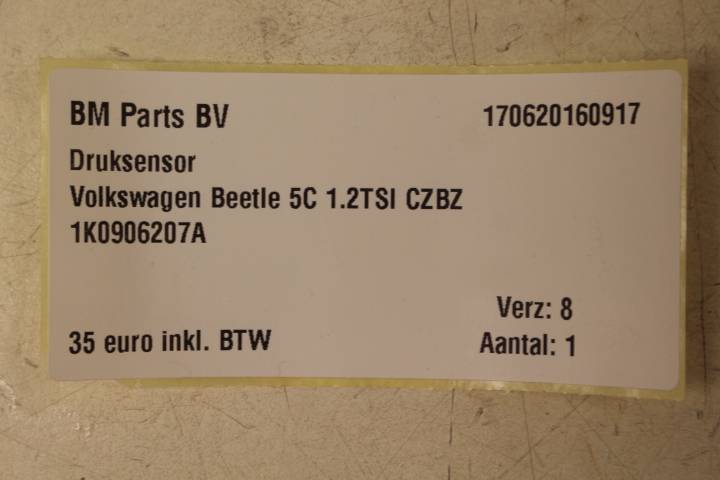 BM Parts BV 170620160917
Druksensor
Volkswagen Beetle 5C 1.2TSI CZBZ
1K0906207A
Verz: 8
35 euro inkl. BTW Aantal: 1